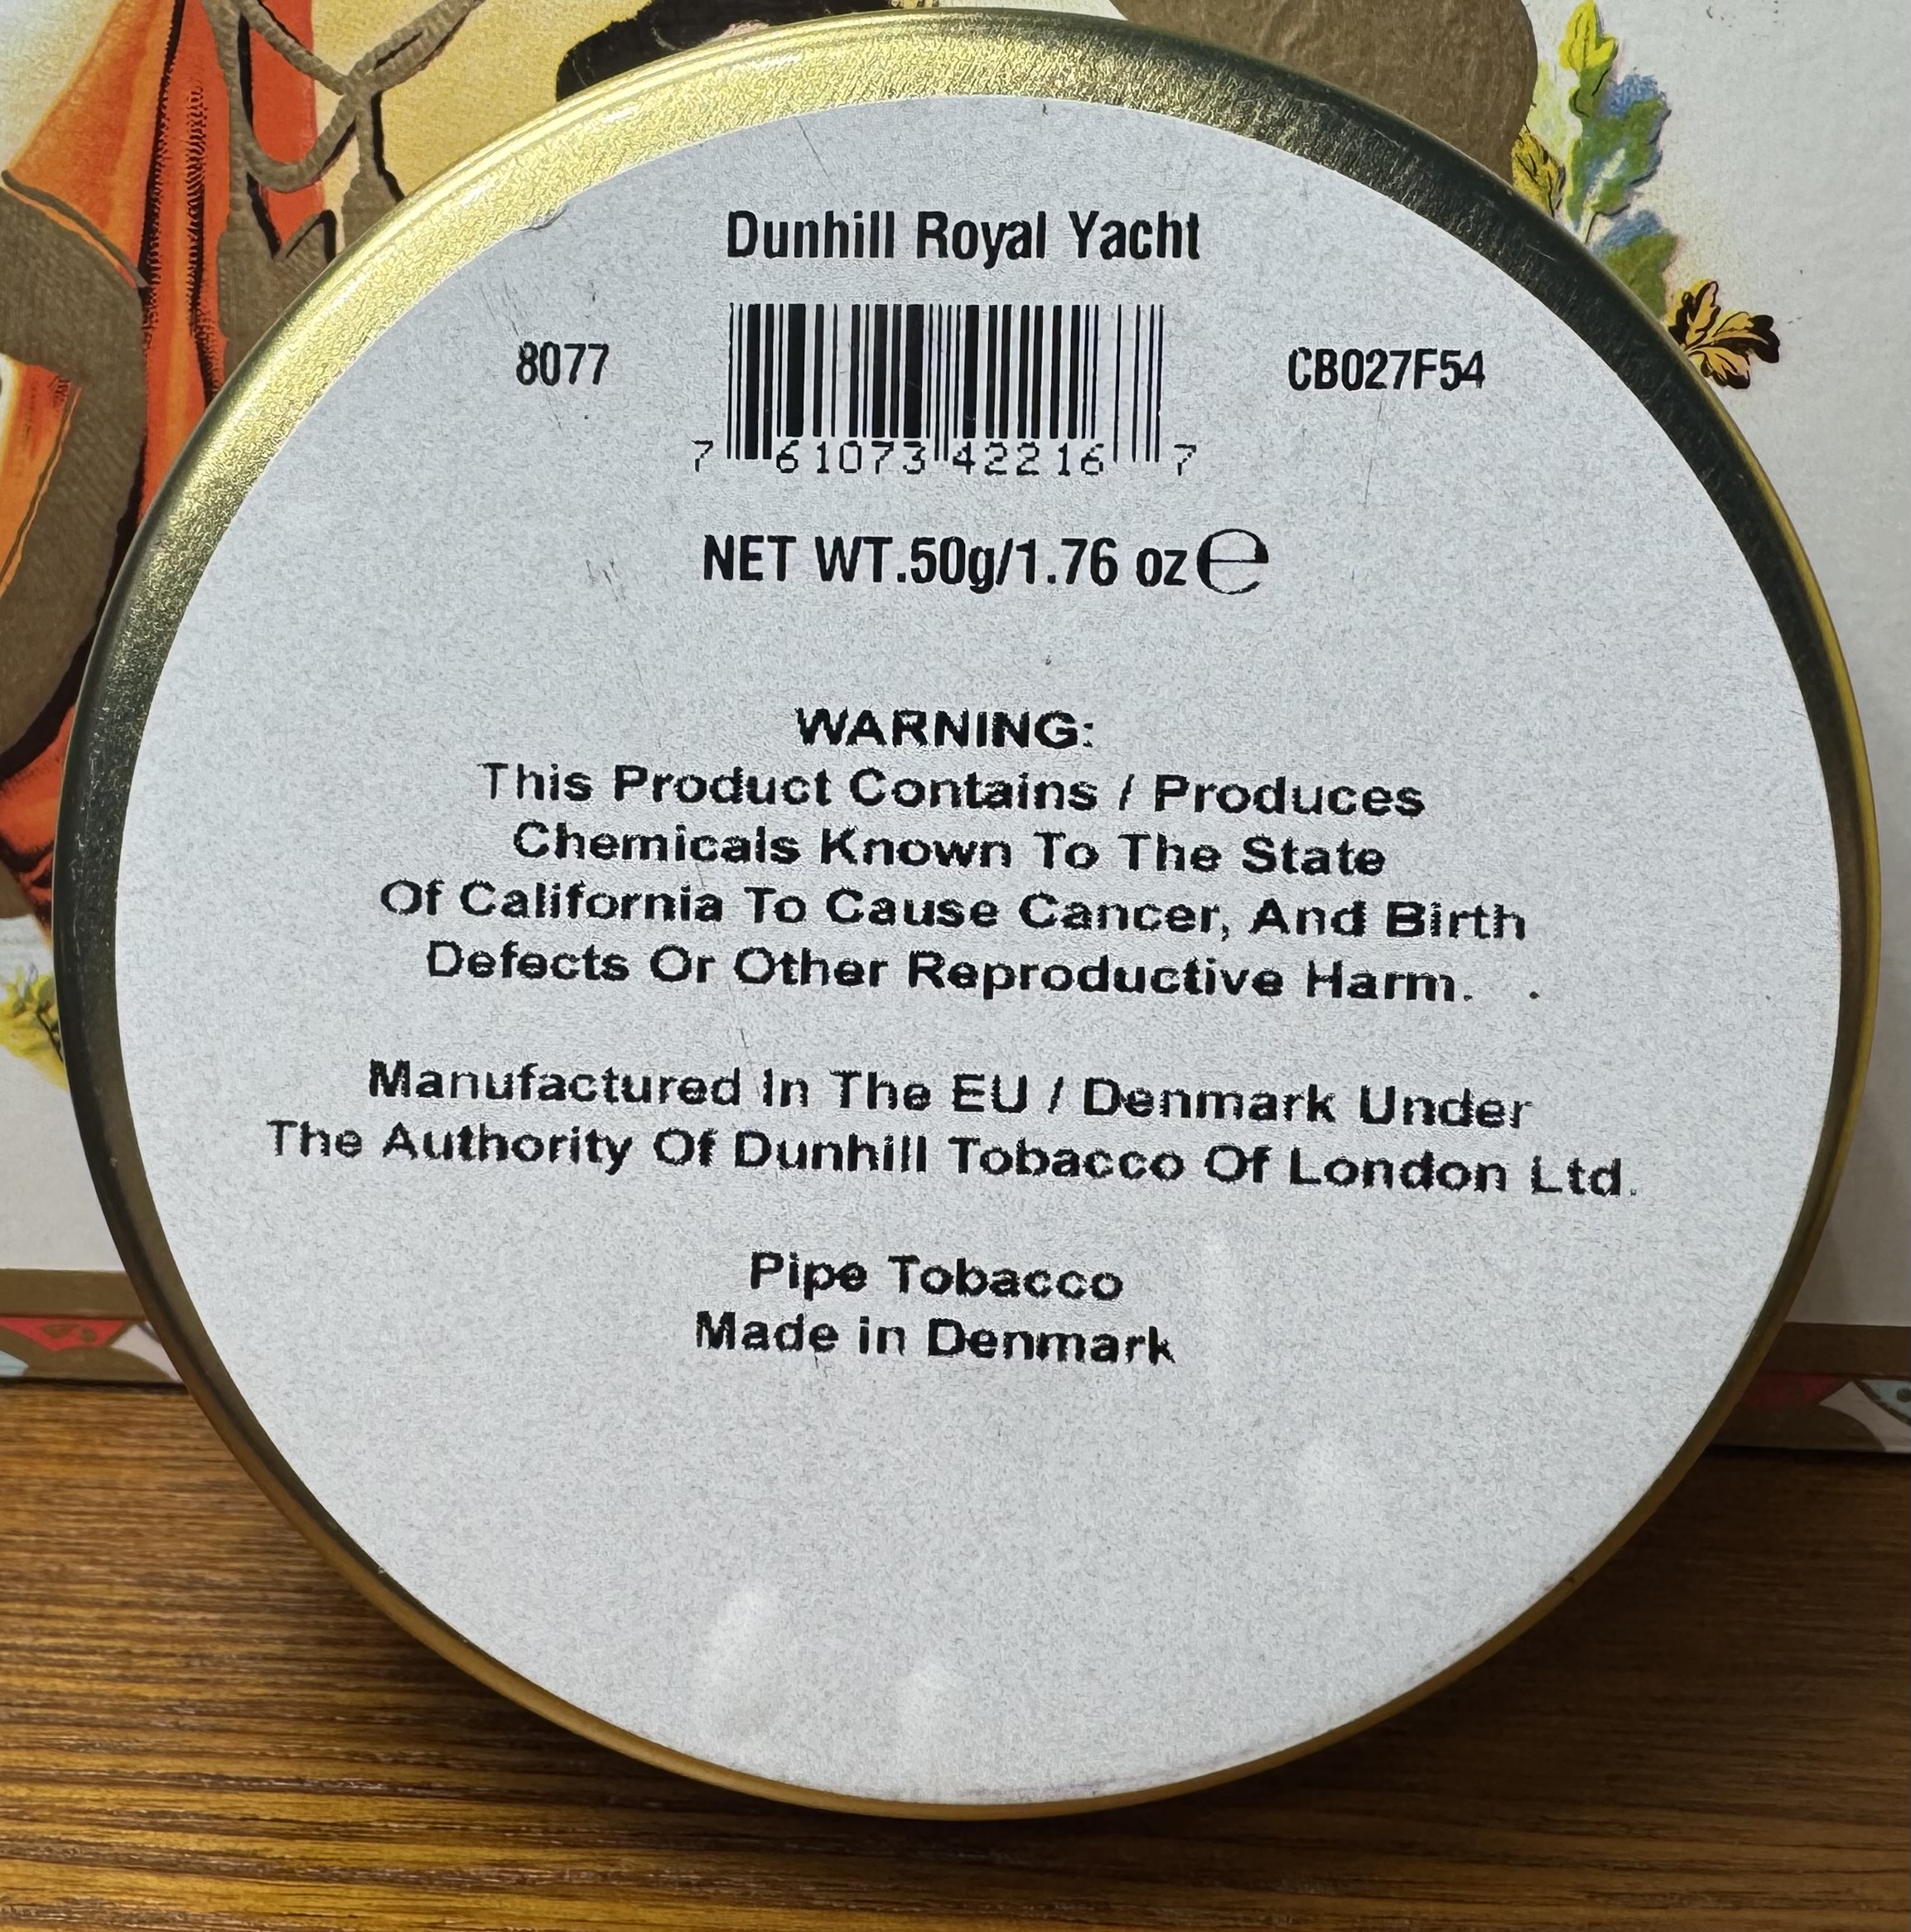 Dunhill Royal Yacht
8077
CB027F54
7 61073 42216 7
NET WT.50g/1.76 oz e
WARNING:
This Product Contains / Produces
Chemicals Known To The State
Of California To Cause Cancer, And Birth
Defects Or Other Reproductive Harm.
Manufactured In The EU / Denmark Under
The Authority Of Dunhill Tobacco Of London Ltd.
Pipe Tobacco
Made in Denmark